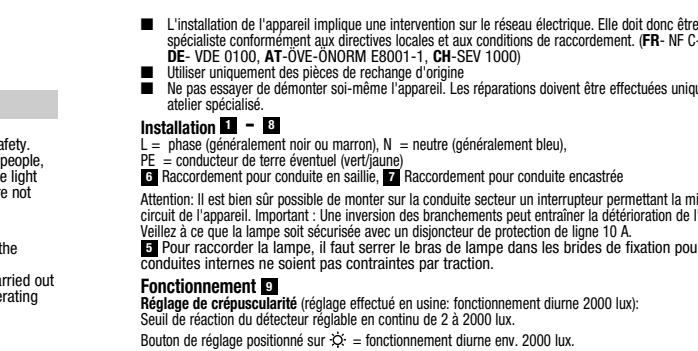 afety.
people,
e light
e not
the
arried out
erating
■ L'installation de l'appareil implique une intervention sur le réseau électrique. Elle doit donc être
spécialiste conformément aux directives locales et aux conditions de raccordement. (FR- NF C-
DE- VDE 0100, AT-ÖVE-ÖNORM E8001-1, CH-SEV 1000)
■ Utiliser uniquement des pièces de rechange d'origine
■ Ne pas essayer de démonter soi-même l'appareil. Les réparations doivent être effectuées uniqu
atelier spécialisé.
Installation 1 – 8
L = phase (généralement noir ou marron), N = neutre (généralement bleu),
PE = conducteur de terre éventuel (vert/jaune)
6 Raccordement pour conduite en saillie, 7 Raccordement pour conduite encastrée
Attention: Il est bien sûr possible de monter sur la conduite secteur un interrupteur permettant la mi
circuit de l'appareil. Important : Une inversion des branchements peut entraîner la détérioration de l'
Veillez à ce que la lampe soit sécurisée avec un disjoncteur de protection de ligne 10 A.
5 Pour raccorder la lampe, il faut serrer le bras de lampe dans les brides de fixation pou
conduites internes ne soient pas contraintes par traction.
Fonctionnement 9
Réglage de crépuscularité (réglage effectué en usine: fonctionnement diurne 2000 lux):
Seuil de réaction du détecteur réglable en continu de 2 à 2000 lux.
Bouton de réglage positionné sur ☼ = fonctionnement diurne env. 2000 lux.